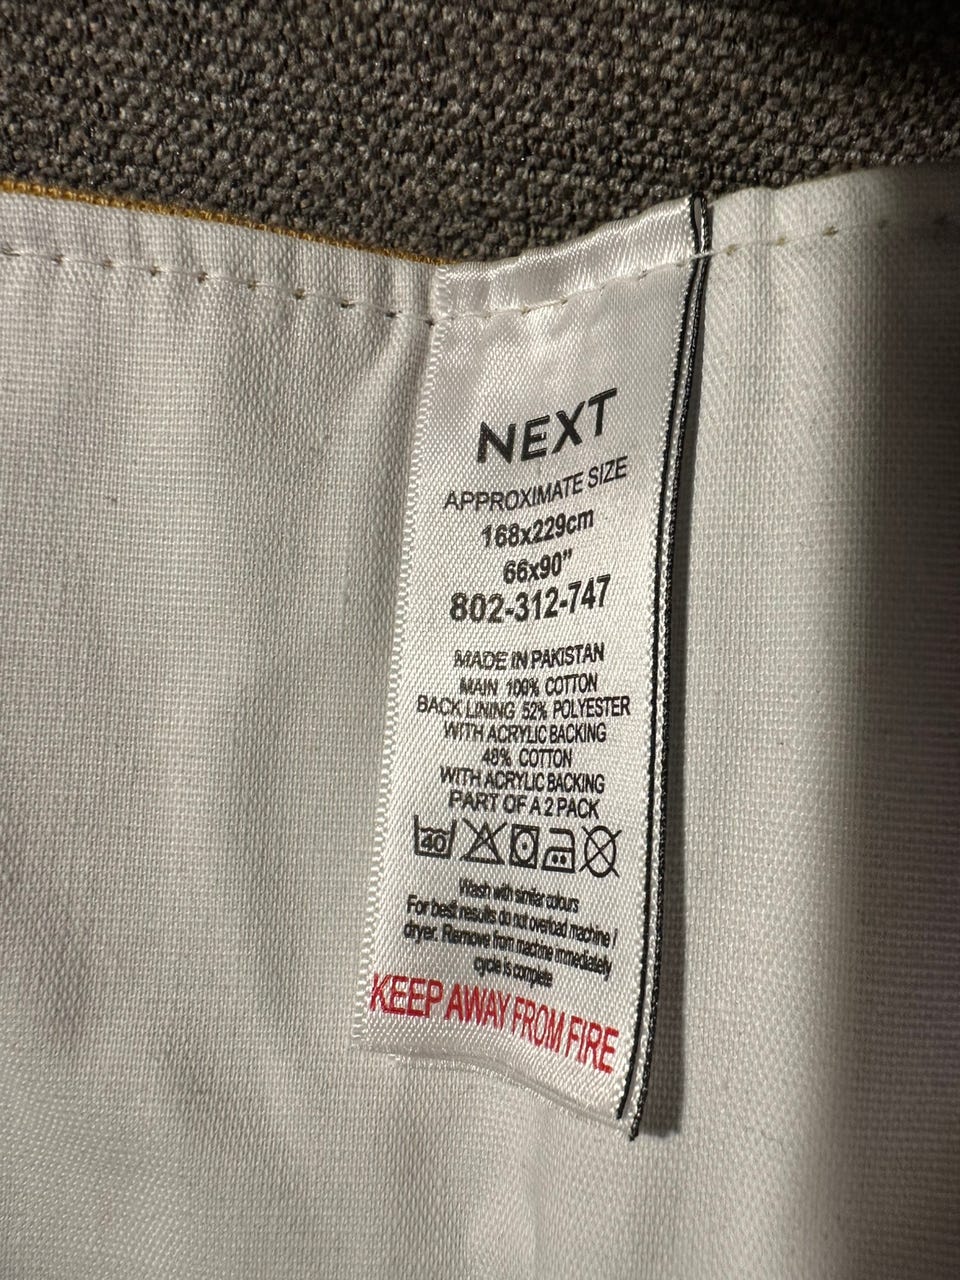 NEXT
APPROXIMATE SIZE
168x229cm
66x90"
802-312-747
MADE IN PAKISTAN
MAIN 100% COTTON
BACK LINING 52% POLYESTER
WITH ACRYLIC BACKING
48% COTTON
WITH ACRYLIC BACKING
PART OF A 2 PACK
40
Wash with similar colours
For best results do not overload machine /
dryer. Remove from machine immediately
cycle is complete
KEEP AWAY FROM FIRE